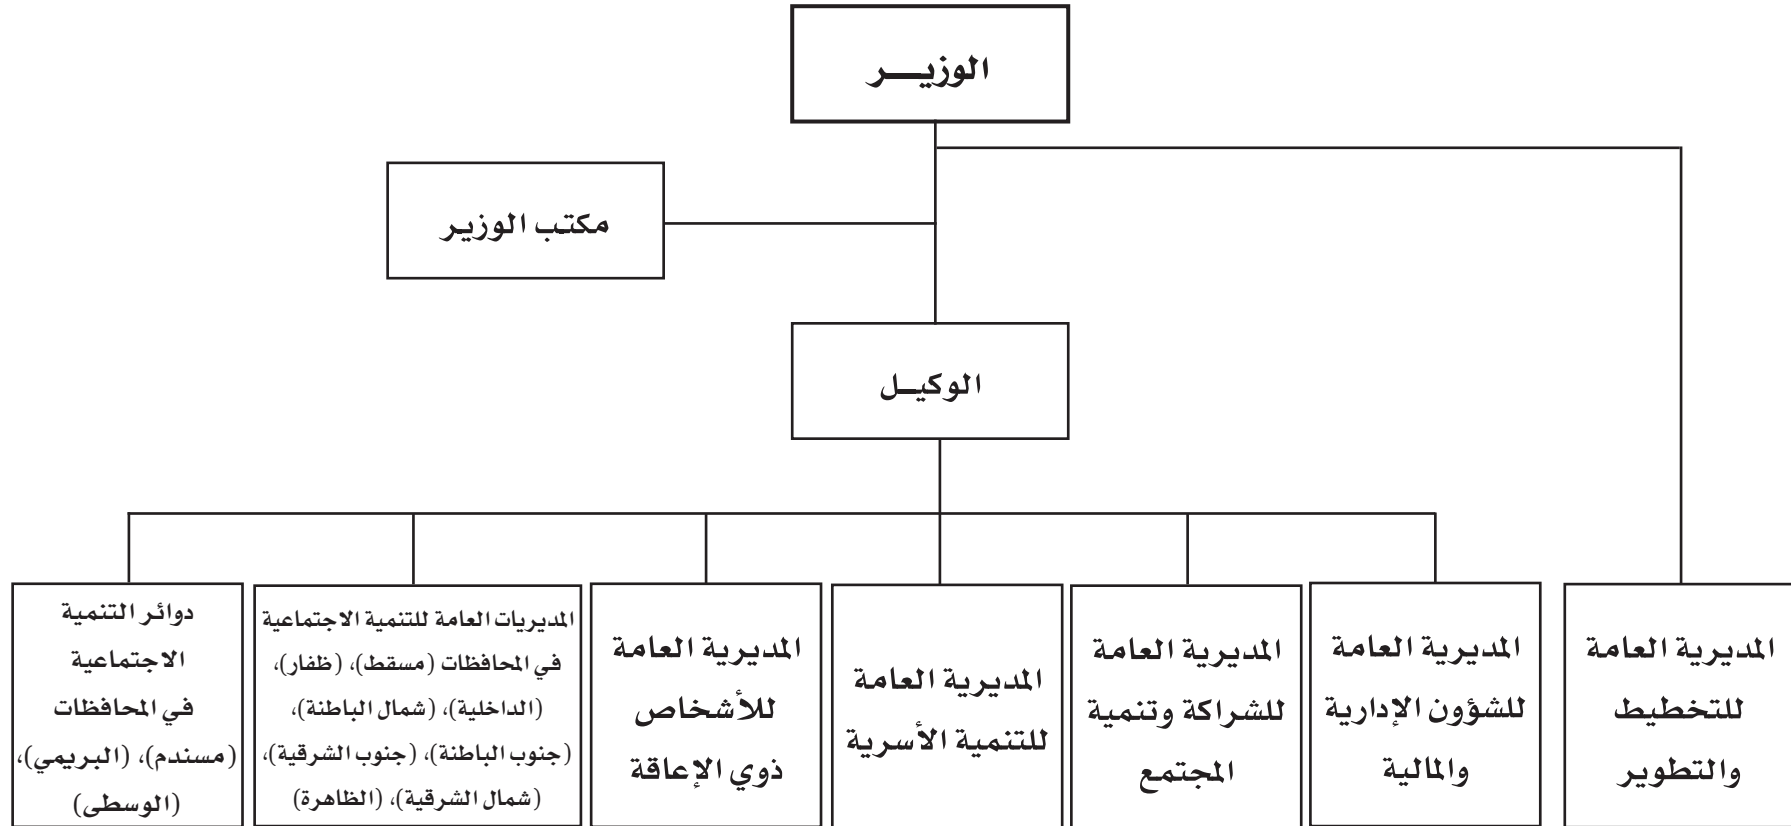 الوزيـــر
مكتب الوزير
الوكيــل
المديرية العامة
للتخطيط
والتطوير
المديرية العامة
للشؤون الإدارية
والمالية
المديرية العامة
للشراكة وتنمية
المجتمع
المديرية العامة
للتنمية الأسرية
المديرية العامة
للأشخاص
ذوي الإعاقة
المديريات العامة للتنمية الاجتماعية
في المحافظات (مسقط)، (ظفار)،
(الداخلية)، (شمال الباطنة)،
(جنوب الباطنة)، (جنوب الشرقية)،
(شمال الشرقية)، (الظاهرة)
دوائر التنمية
الاجتماعية
في المحافظات
(مسندم)، (البريمي)،
(الوسطى)